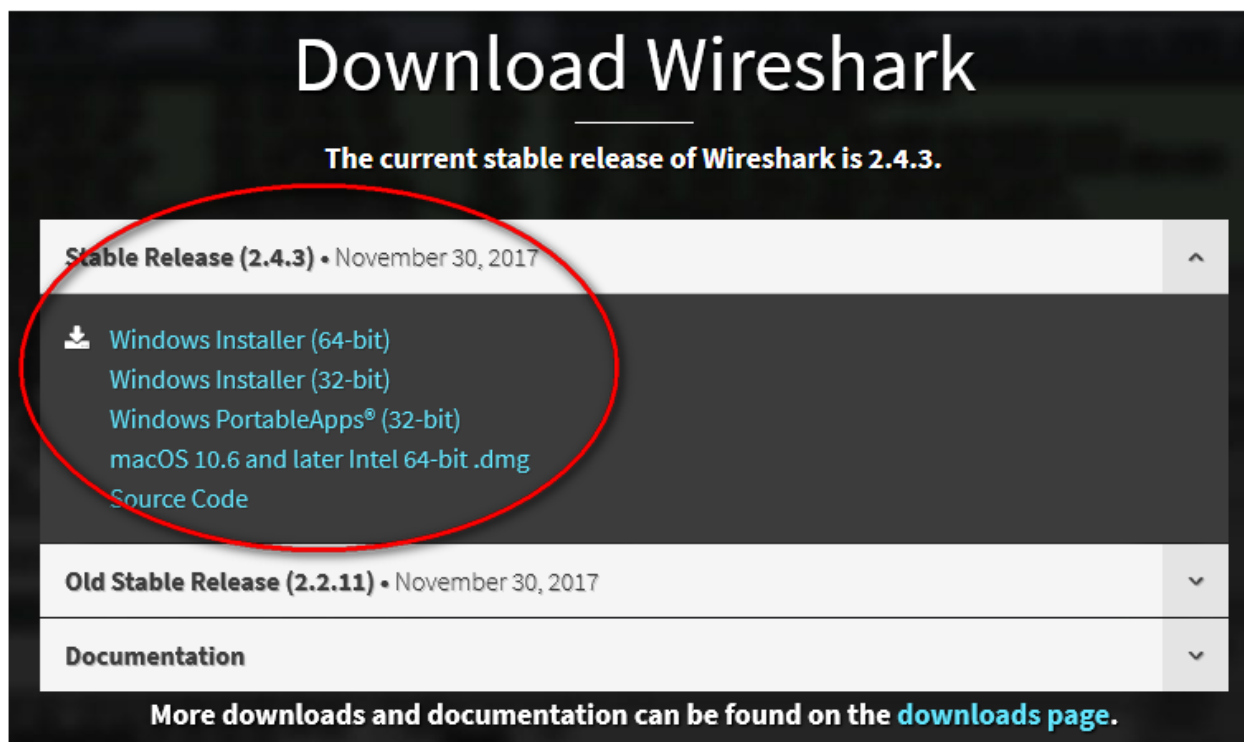 Download Wireshark
The current stable release of Wireshark is 2.4.3.
Stable Release (2.4.3) • November 30, 2017
Windows Installer (64-bit)
Windows Installer (32-bit)
Windows PortableApps® (32-bit)
macOS 10.6 and later Intel 64-bit .dmg
Source Code
Old Stable Release (2.2.11) • November 30, 2017
Documentation
More downloads and documentation can be found on the downloads page.